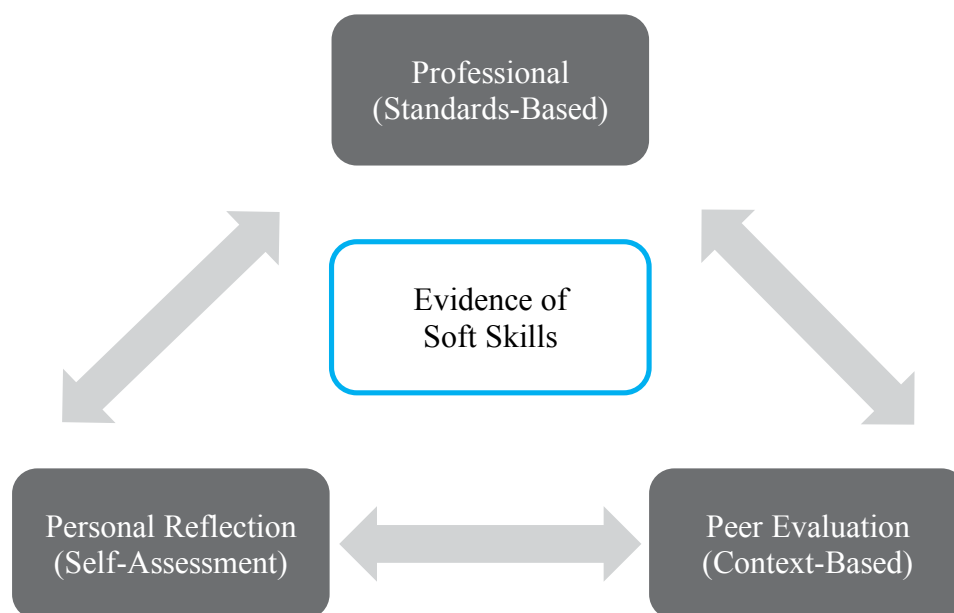 Professional
(Standards-Based)
Evidence of
Soft Skills
Personal Reflection
(Self-Assessment)
Peer Evaluation
(Context-Based)